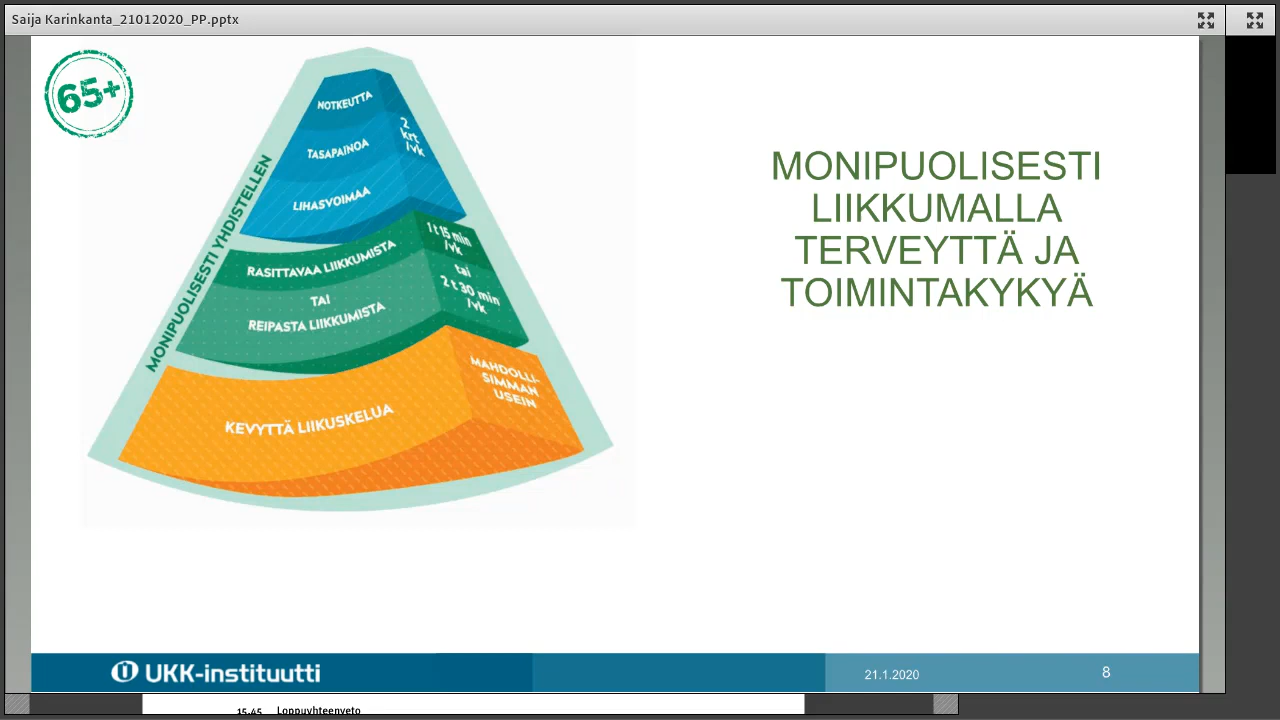 Saija Karinkanta_21012020_PP.pptx
65+
NOTKEUTTA
2
krt
/vk
TASAPAINOA
LIHASVOIMAA
MONIPUOLISESTI YHDISTELLEN
RASITTAVAA LIIKKUMISTA
1 t 15 min
/vk
TAI
tai
REIPASTA LIIKKUMISTA
2 t 30 min
/vk
KEVYTTÄ LIIKUSKELUA
MAHDOLLI-
SIMMAN
USEIN
MONIPUOLISESTI
LIIKKUMALLA
TERVEYTTÄ JA
TOIMINTAKYKYÄ
UKK-instituutti
21.1.2020
8
15.45 Loppuyhteenveto